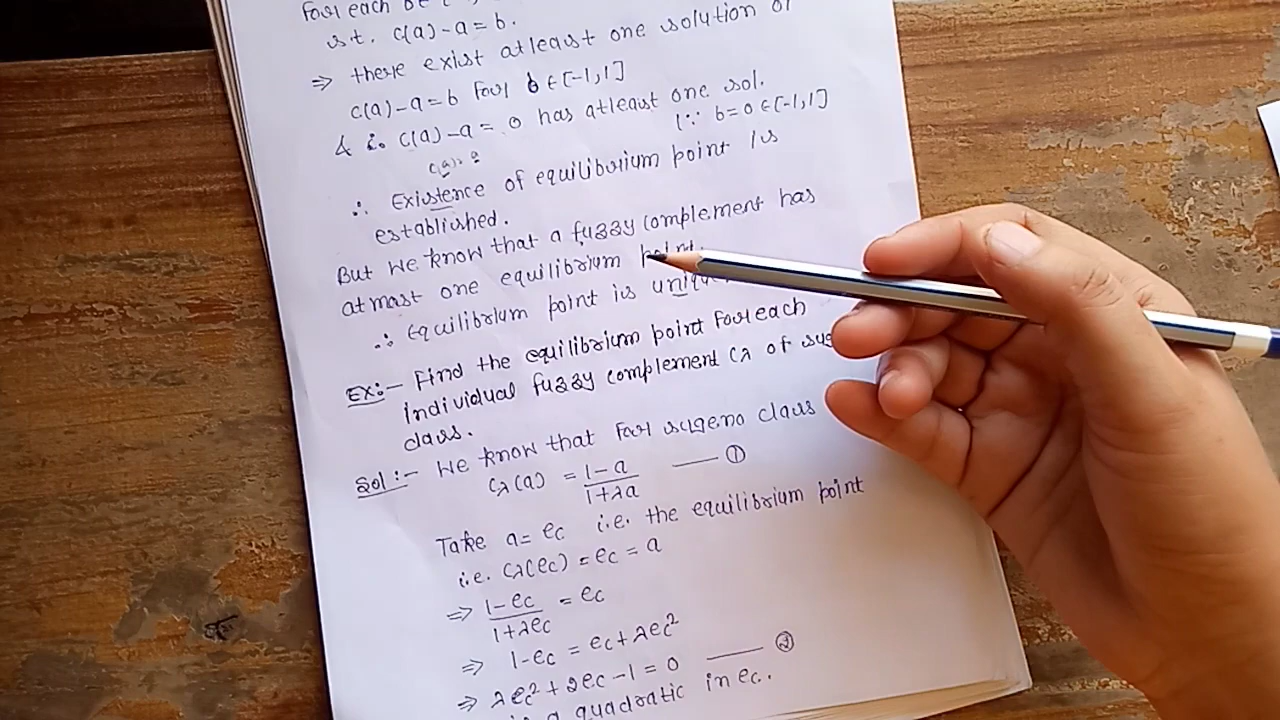 For each
s.t. c(a)-a = b.
⇒ there exist atleast one solution of
c(a)-a=b for b ∈ [-1,1]
& ∴ c(a)-a = 0 has atleast one sol.
(∵ b=0 ∈ [-1,1]
c(a) = a
∴ Existence of equilibrium point is
established.
But we know that a fuzzy complement has
atmost one equilibrium point.
∴ equilibrium point is
Ex:- Find the equilibrium point for each
individual fuzzy complement Cλ of
class.
Sol:- We know that for sugeno class
Cλ(a) = 1-a / 1+λa —— ①
Take a= ec i.e. the equilibrium point
i.e. Cλ(ec) = ec = a
⇒ 1-ec / 1+λec = ec
⇒ 1-ec = ec+λec²
⇒ λec²+2ec-1=0 —— ②
is a quadratic in ec.